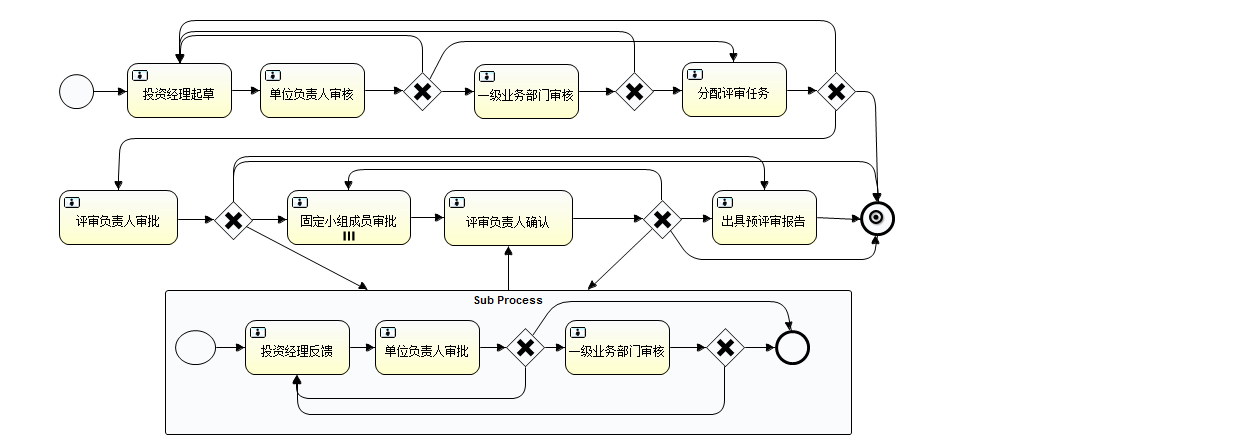 投资经理起草
单位负责人审核
一级业务部门审核
分配评审任务
评审负责人审批
固定小组成员审批
评审负责人确认
出具预评审报告
Sub Process
投资经理反馈
单位负责人审批
一级业务部门审核